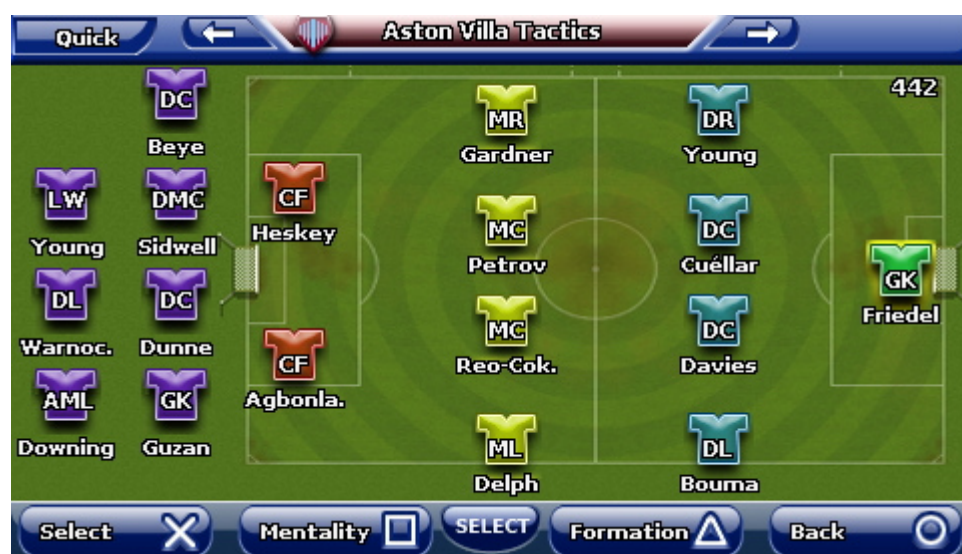 Quick
Aston Villa Tactics
442
DC
Beye
LW
Young
DMC
Sidwell
DL
Warnoc.
DC
Dunne
AML
Downing
GK
Guzan
CF
Heskey
CF
Agbonla.
MR
Gardner
MC
Petrov
MC
Reo-Cok.
ML
Delph
DR
Young
DC
Cuéllar
DC
Davies
DL
Bouma
GK
Friedel
Select
Mentality
SELECT
Formation
Back